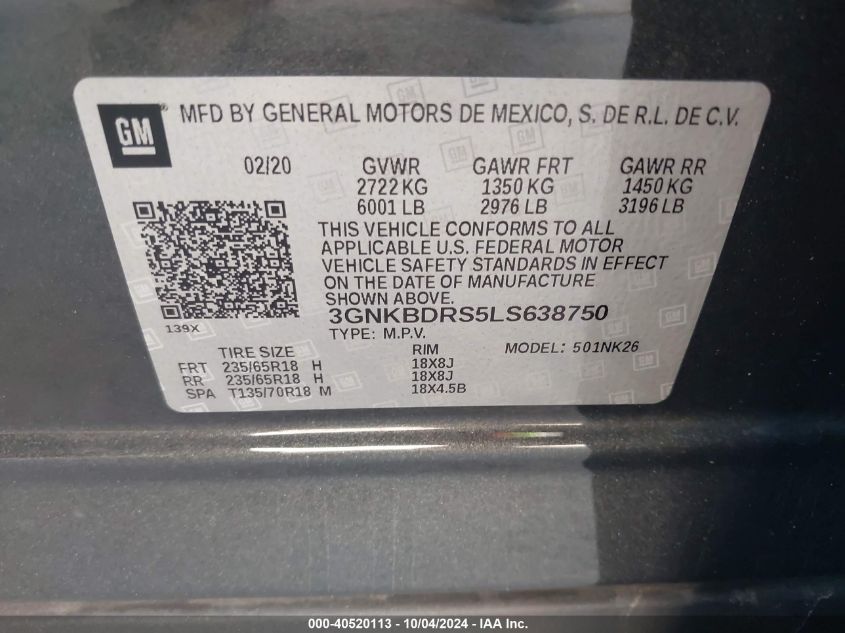 GM ® MFD BY GENERAL MOTORS DE MEXICO, S. DE R.L. DE C.V.
02/20 GVWR GAWR FRT GAWR RR
2722 KG 1350 KG 1450 KG
6001 LB 2976 LB 3196 LB
THIS VEHICLE CONFORMS TO ALL
APPLICABLE U.S. FEDERAL MOTOR
VEHICLE SAFETY STANDARDS IN EFFECT
ON THE DATE OF MANUFACTURE
SHOWN ABOVE.
139X
3GNKBDRS5LS638750
TYPE: M.P.V.
TIRE SIZE RIM MODEL: 501NK26
FRT 235/65R18 H 18X8J
RR 235/65R18 H 18X8J
SPA T135/70R18 M 18X4.5B
000-40520113 - 10/04/2024 - IAA Inc.